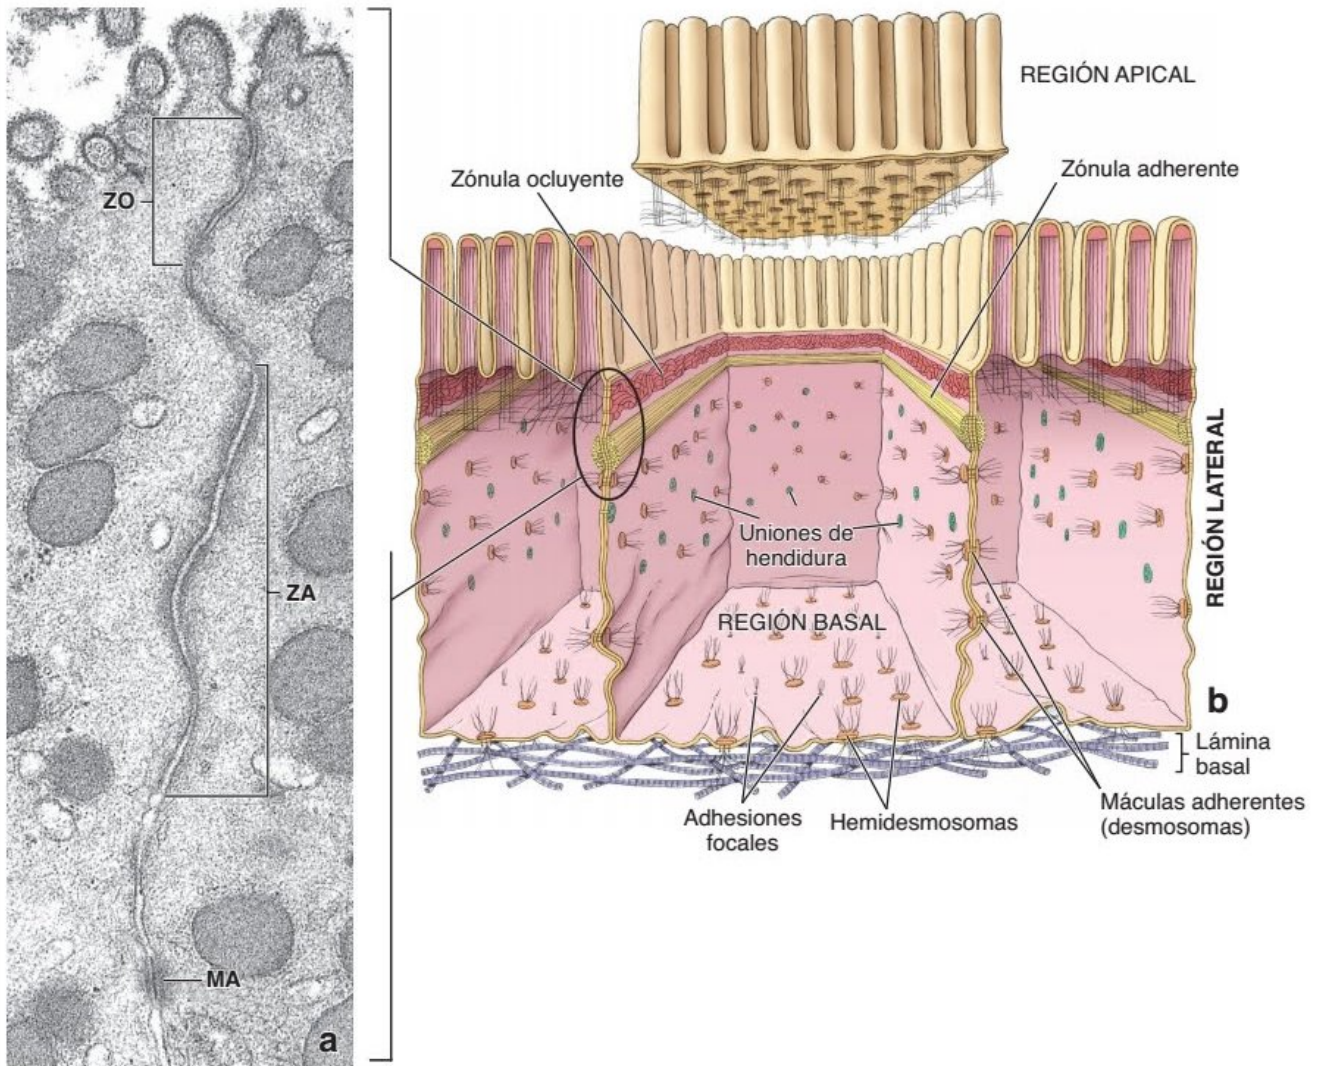 ZO
ZA
MA
a
REGIÓN APICAL
Zónula ocluyente
Zónula adherente
Uniones de
hendidura
REGIÓN BASAL
REGIÓN LATERAL
b
Lámina
basal
Adhesiones
focales
Hemidesmosomas
Máculas adherentes
(desmosomas)